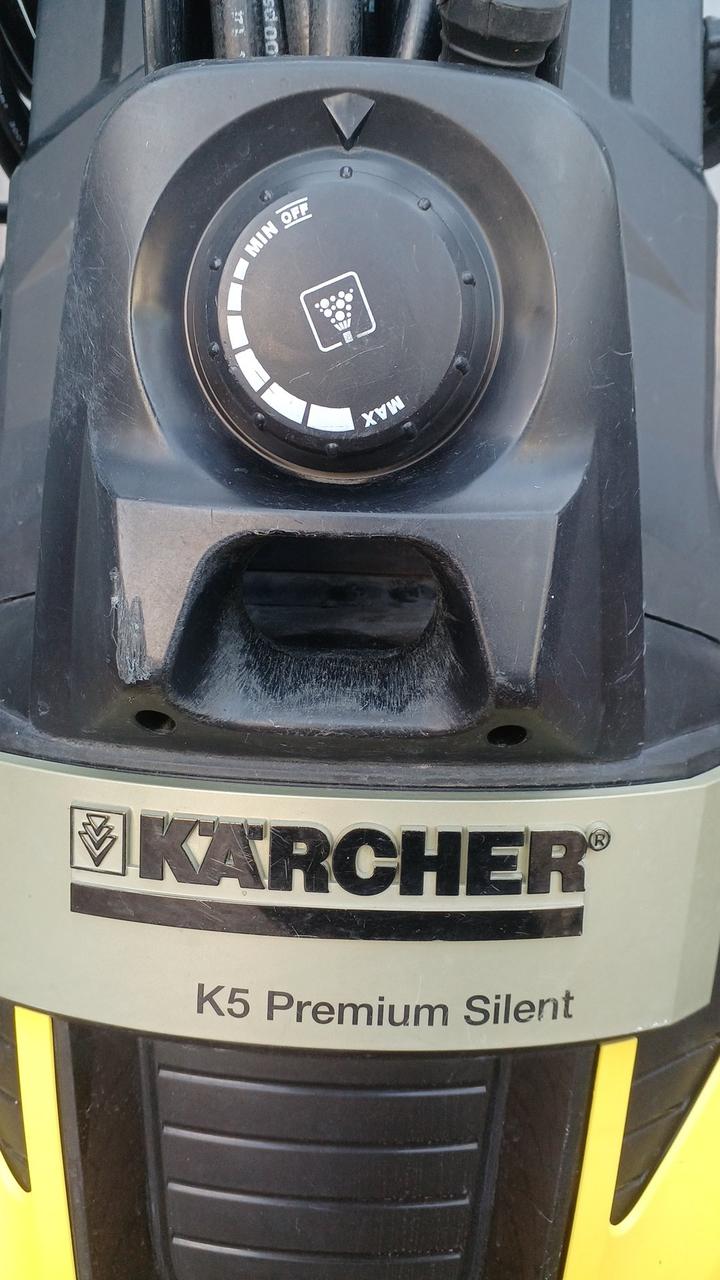 OFF
MIN
MAX
KÄRCHER®
K5 Premium Silent